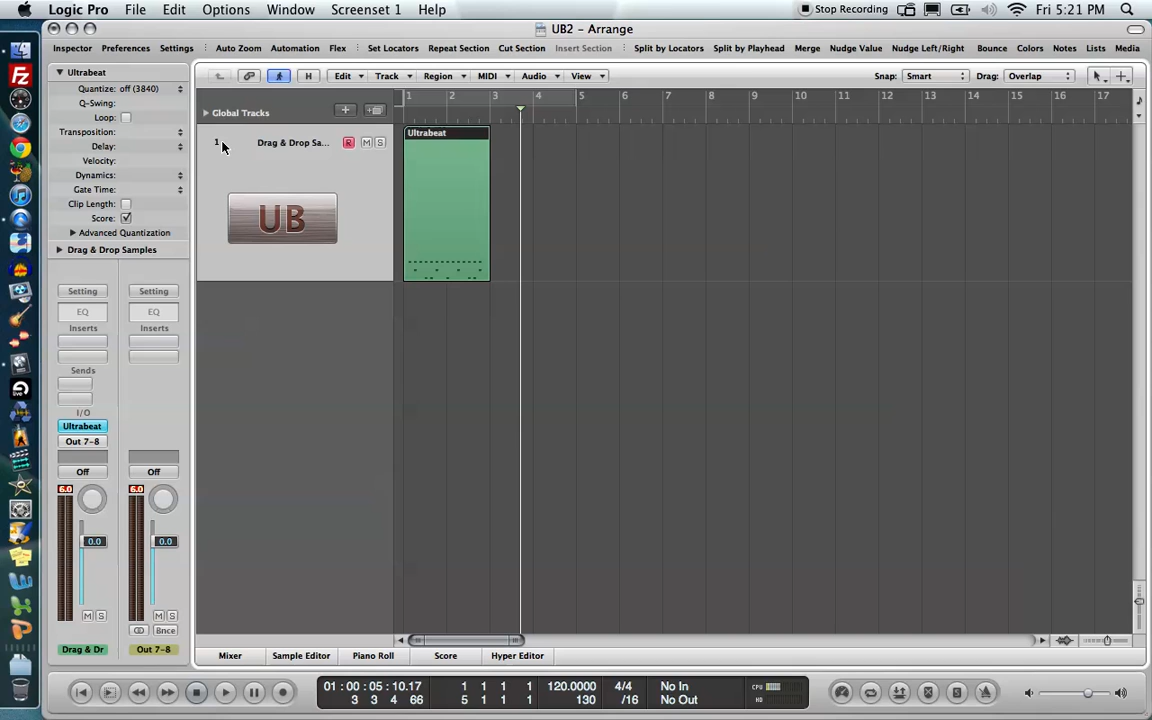 Logic Pro File Edit Options Window Screenset 1 Help Stop Recording Fri 5:21 PM
UB2 – Arrange
Inspector Preferences Settings Auto Zoom Automation Flex Set Locators Repeat Section Cut Section Insert Section Split by Locators Split by Playhead Merge Nudge Value Nudge Left/Right Bounce Colors Notes Lists Media
Ultrabeat H Edit Track Region MIDI Audio View Snap: Smart Drag: Overlap
Quantize: off (3840)
Q-Swing:
Loop:
Transposition:
Delay:
Velocity:
Dynamics:
Gate Time:
Clip Length:
Score:
Advanced Quantization
Drag & Drop Samples
Setting Setting
EQ EQ
Inserts Inserts
Sends
I/O
Ultrabeat
Out 7-8
Off Off
6.0 6.0
0.0 0.0
M S M S
Bnce
Drag & Dr Out 7-8
1 2 3 4 5 6 7 8 9 10 11 12 13 14 15 16 17
Global Tracks
1 Drag & Drop Sa... R M S
UB
Ultrabeat
Mixer Sample Editor Piano Roll Score Hyper Editor
01:00:05:10.17 1 1 1 1 120.0000 4/4 No In CPU
3 3 4 66 5 1 1 1 130 /16 No Out HD
S